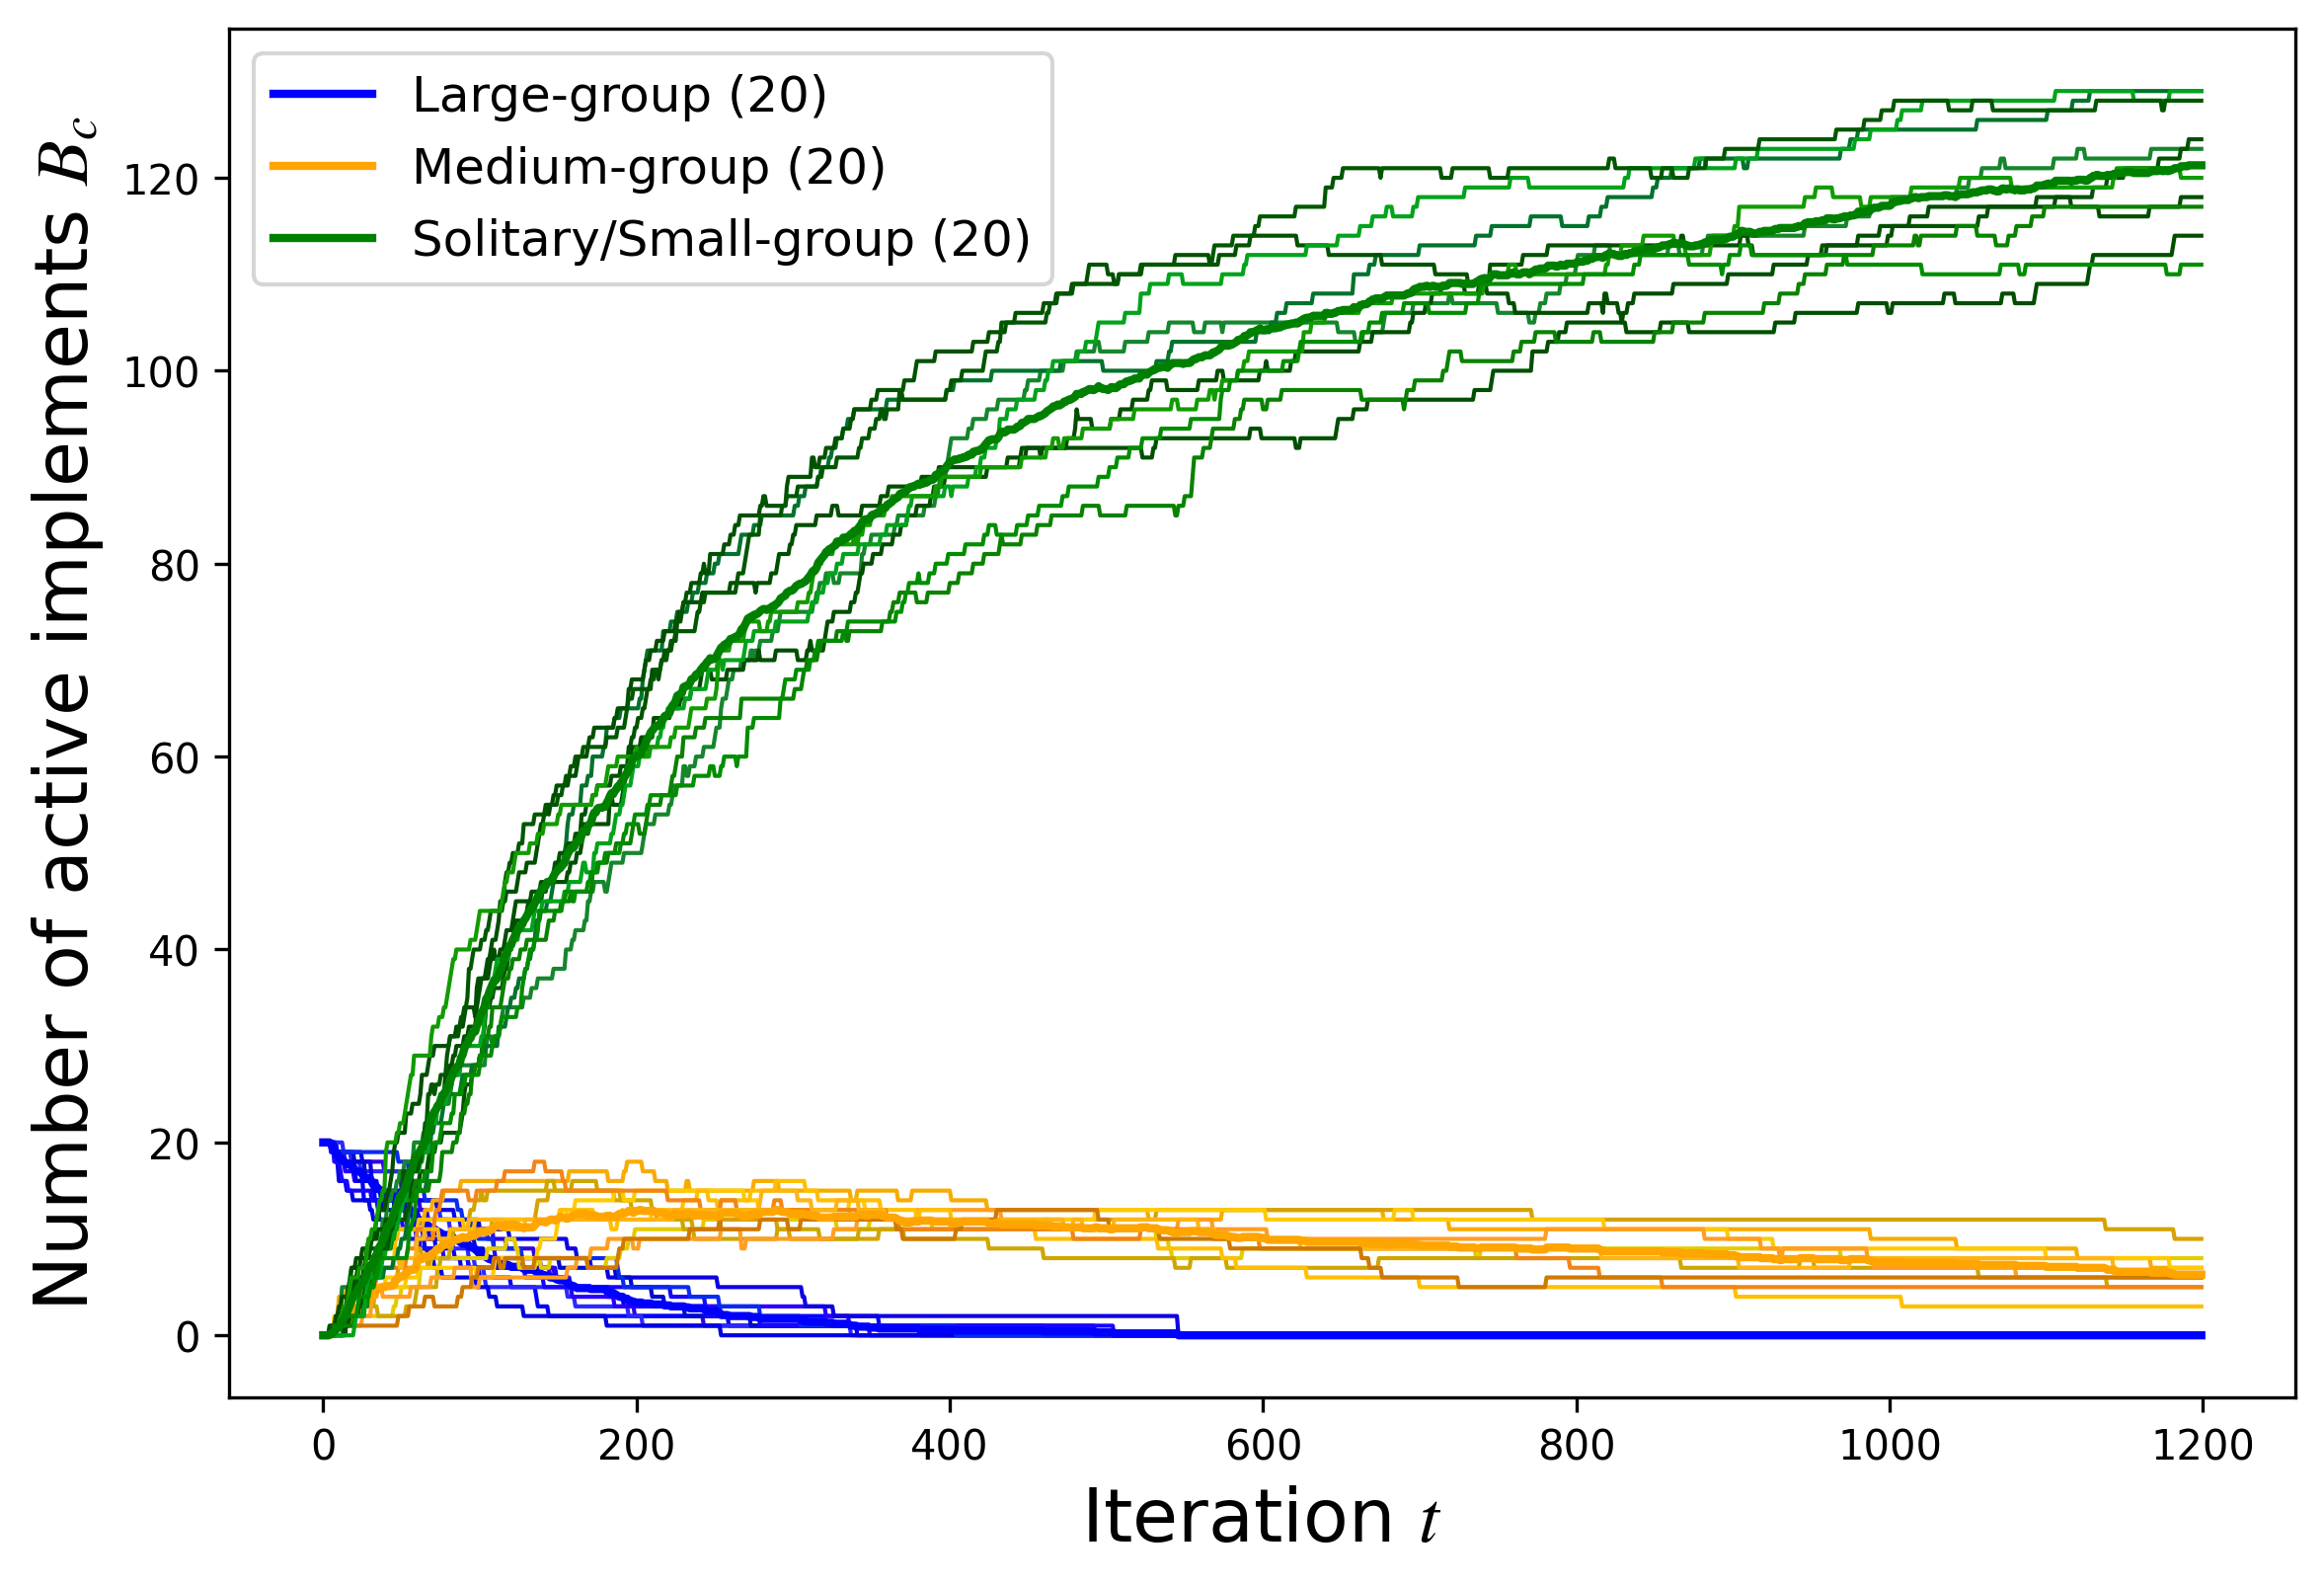 Large-group (20)
Medium-group (20)
Solitary/Small-group (20)
Number of active implements B_c
120
100
80
60
40
20
0
0 200 400 600 800 1000 1200
Iteration t